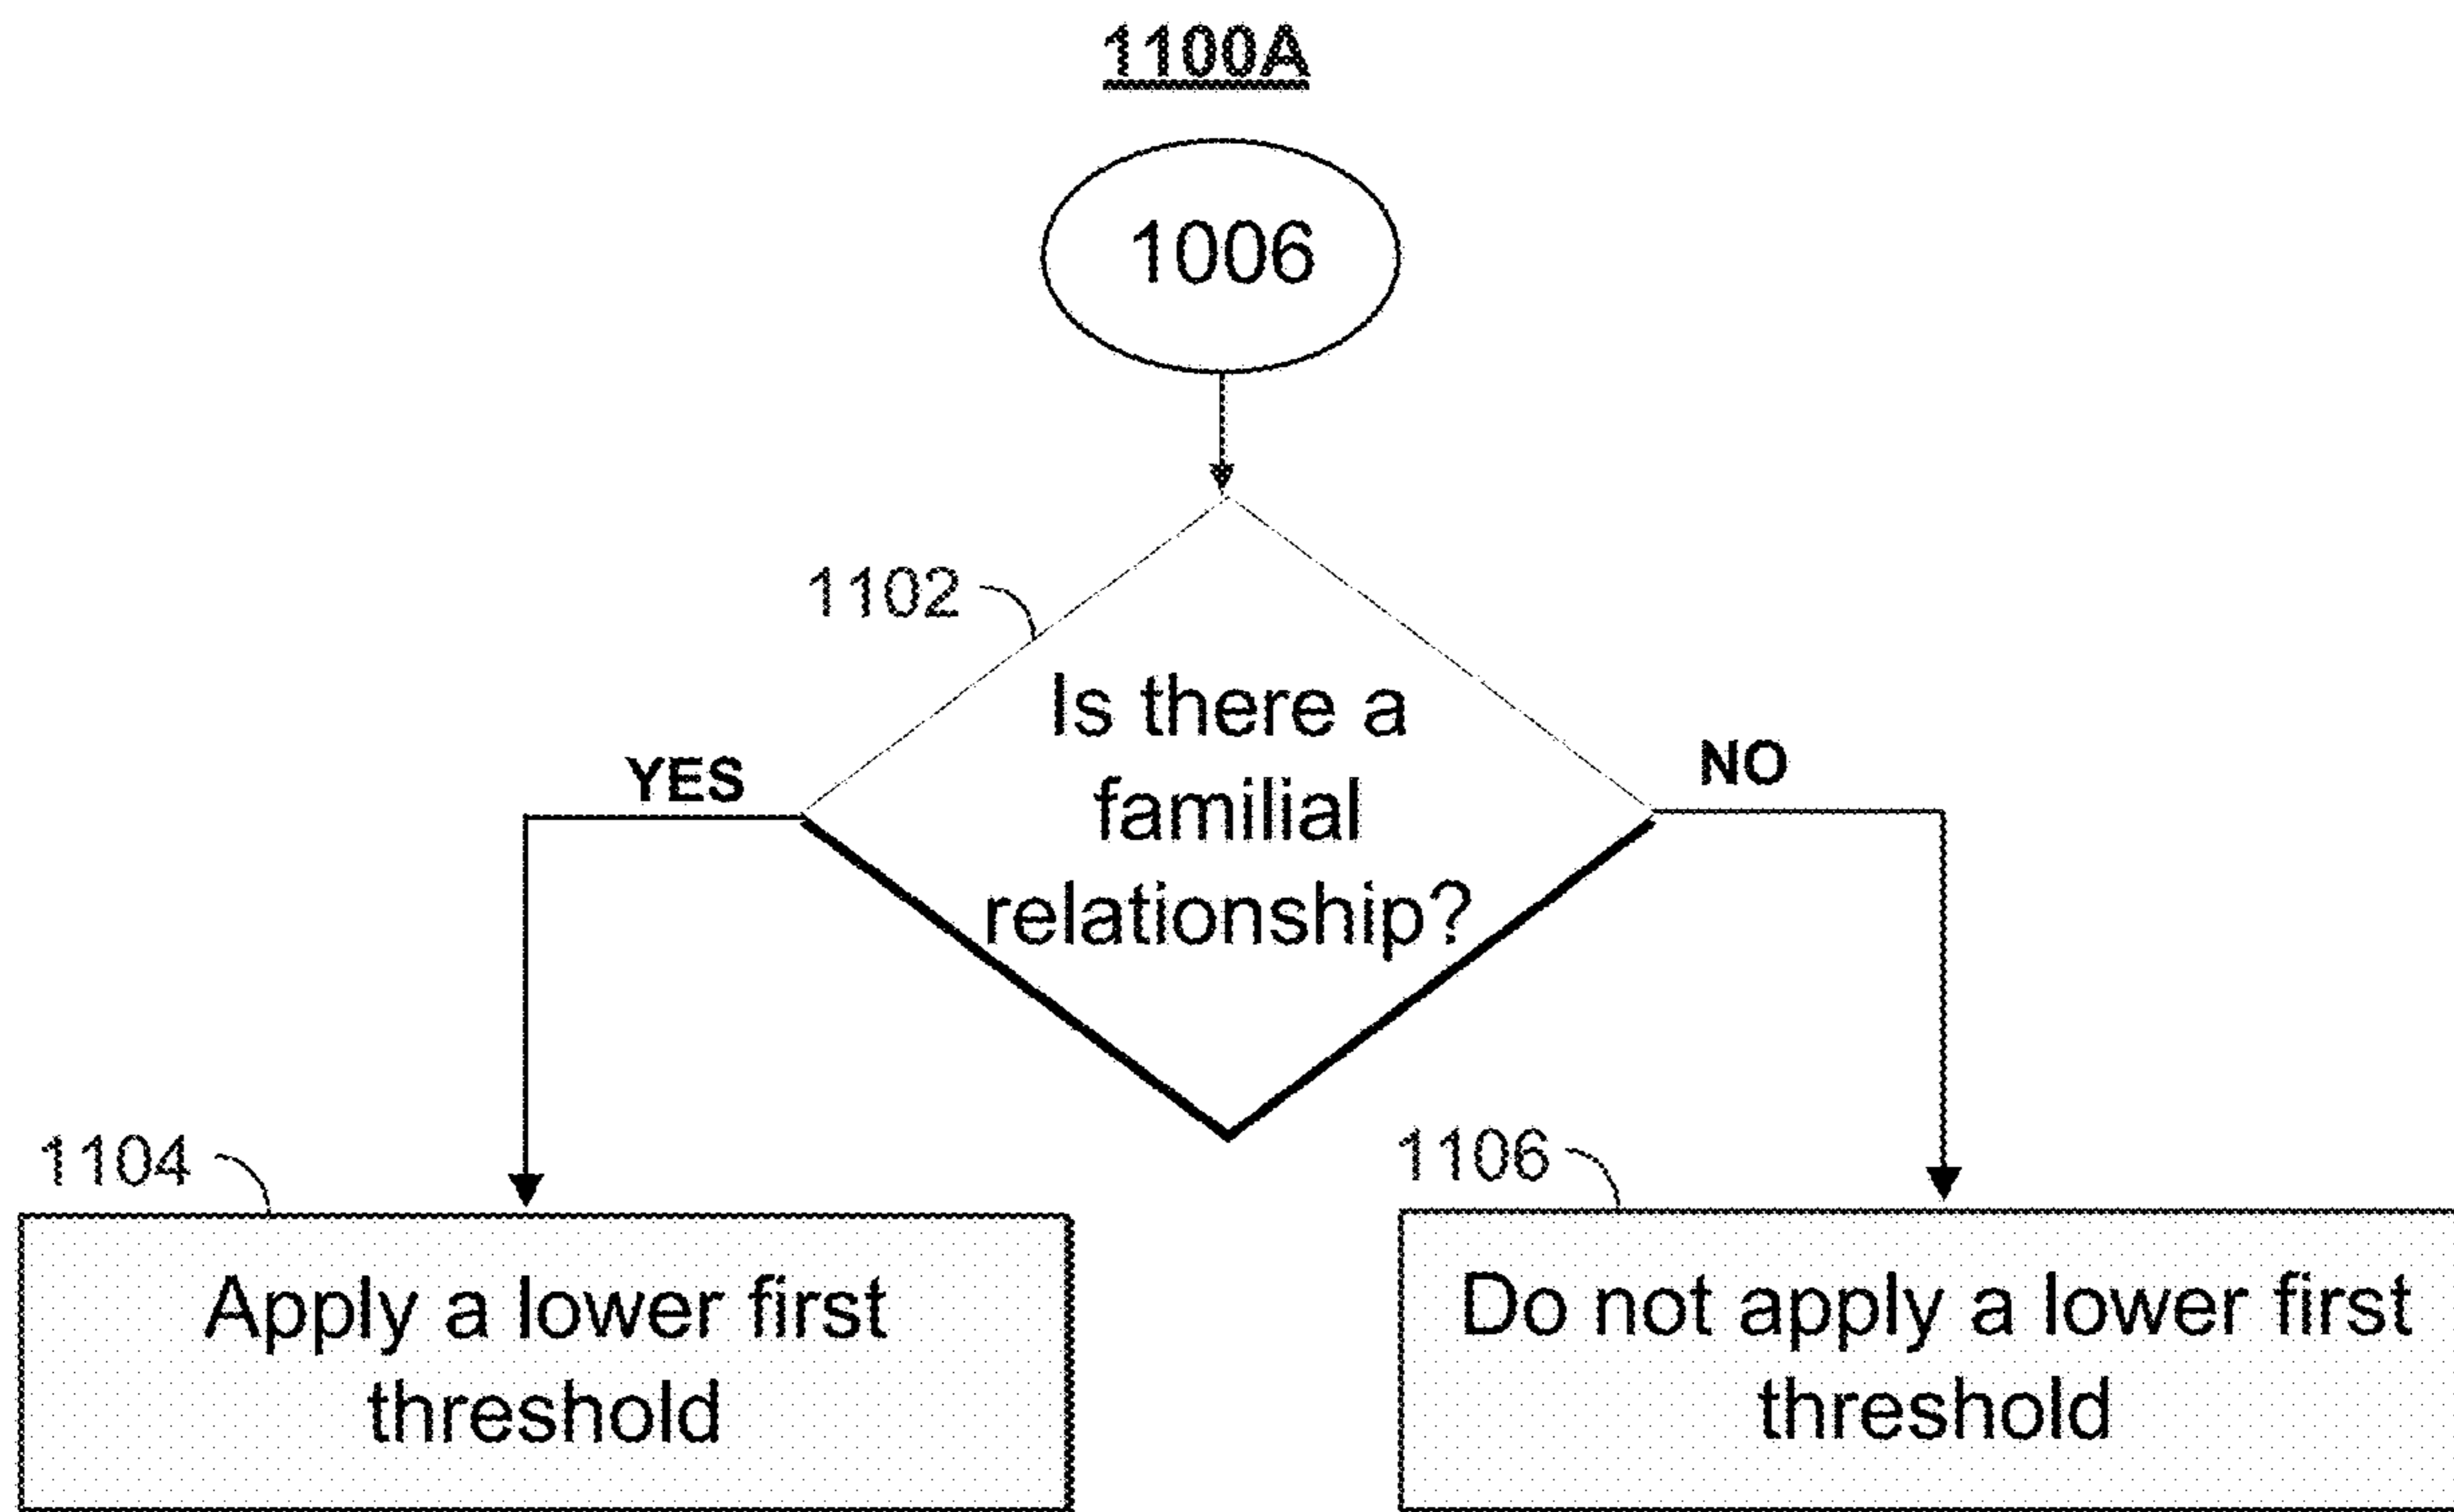 1100A
1006
1102
Is there a
familial
relationship?
YES
NO
1104
Apply a lower first
threshold
1106
Do not apply a lower first
threshold